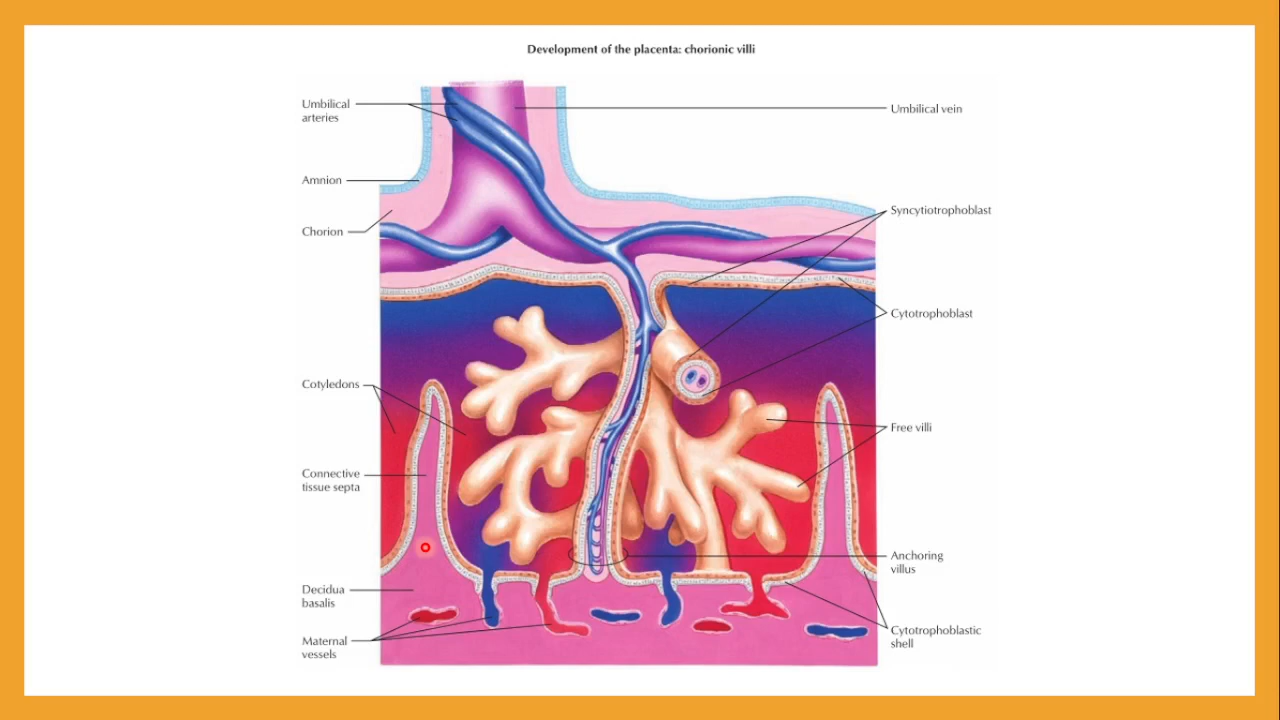 Development of the placenta: chorionic villi
Umbilical
arteries
Umbilical vein
Amnion
Syncytiotrophoblast
Chorion
Cytotrophoblast
Cotyledons
Free villi
Connective
tissue septa
Anchoring
villus
Decidua
basalis
Cytotrophoblastic
shell
Maternal
vessels